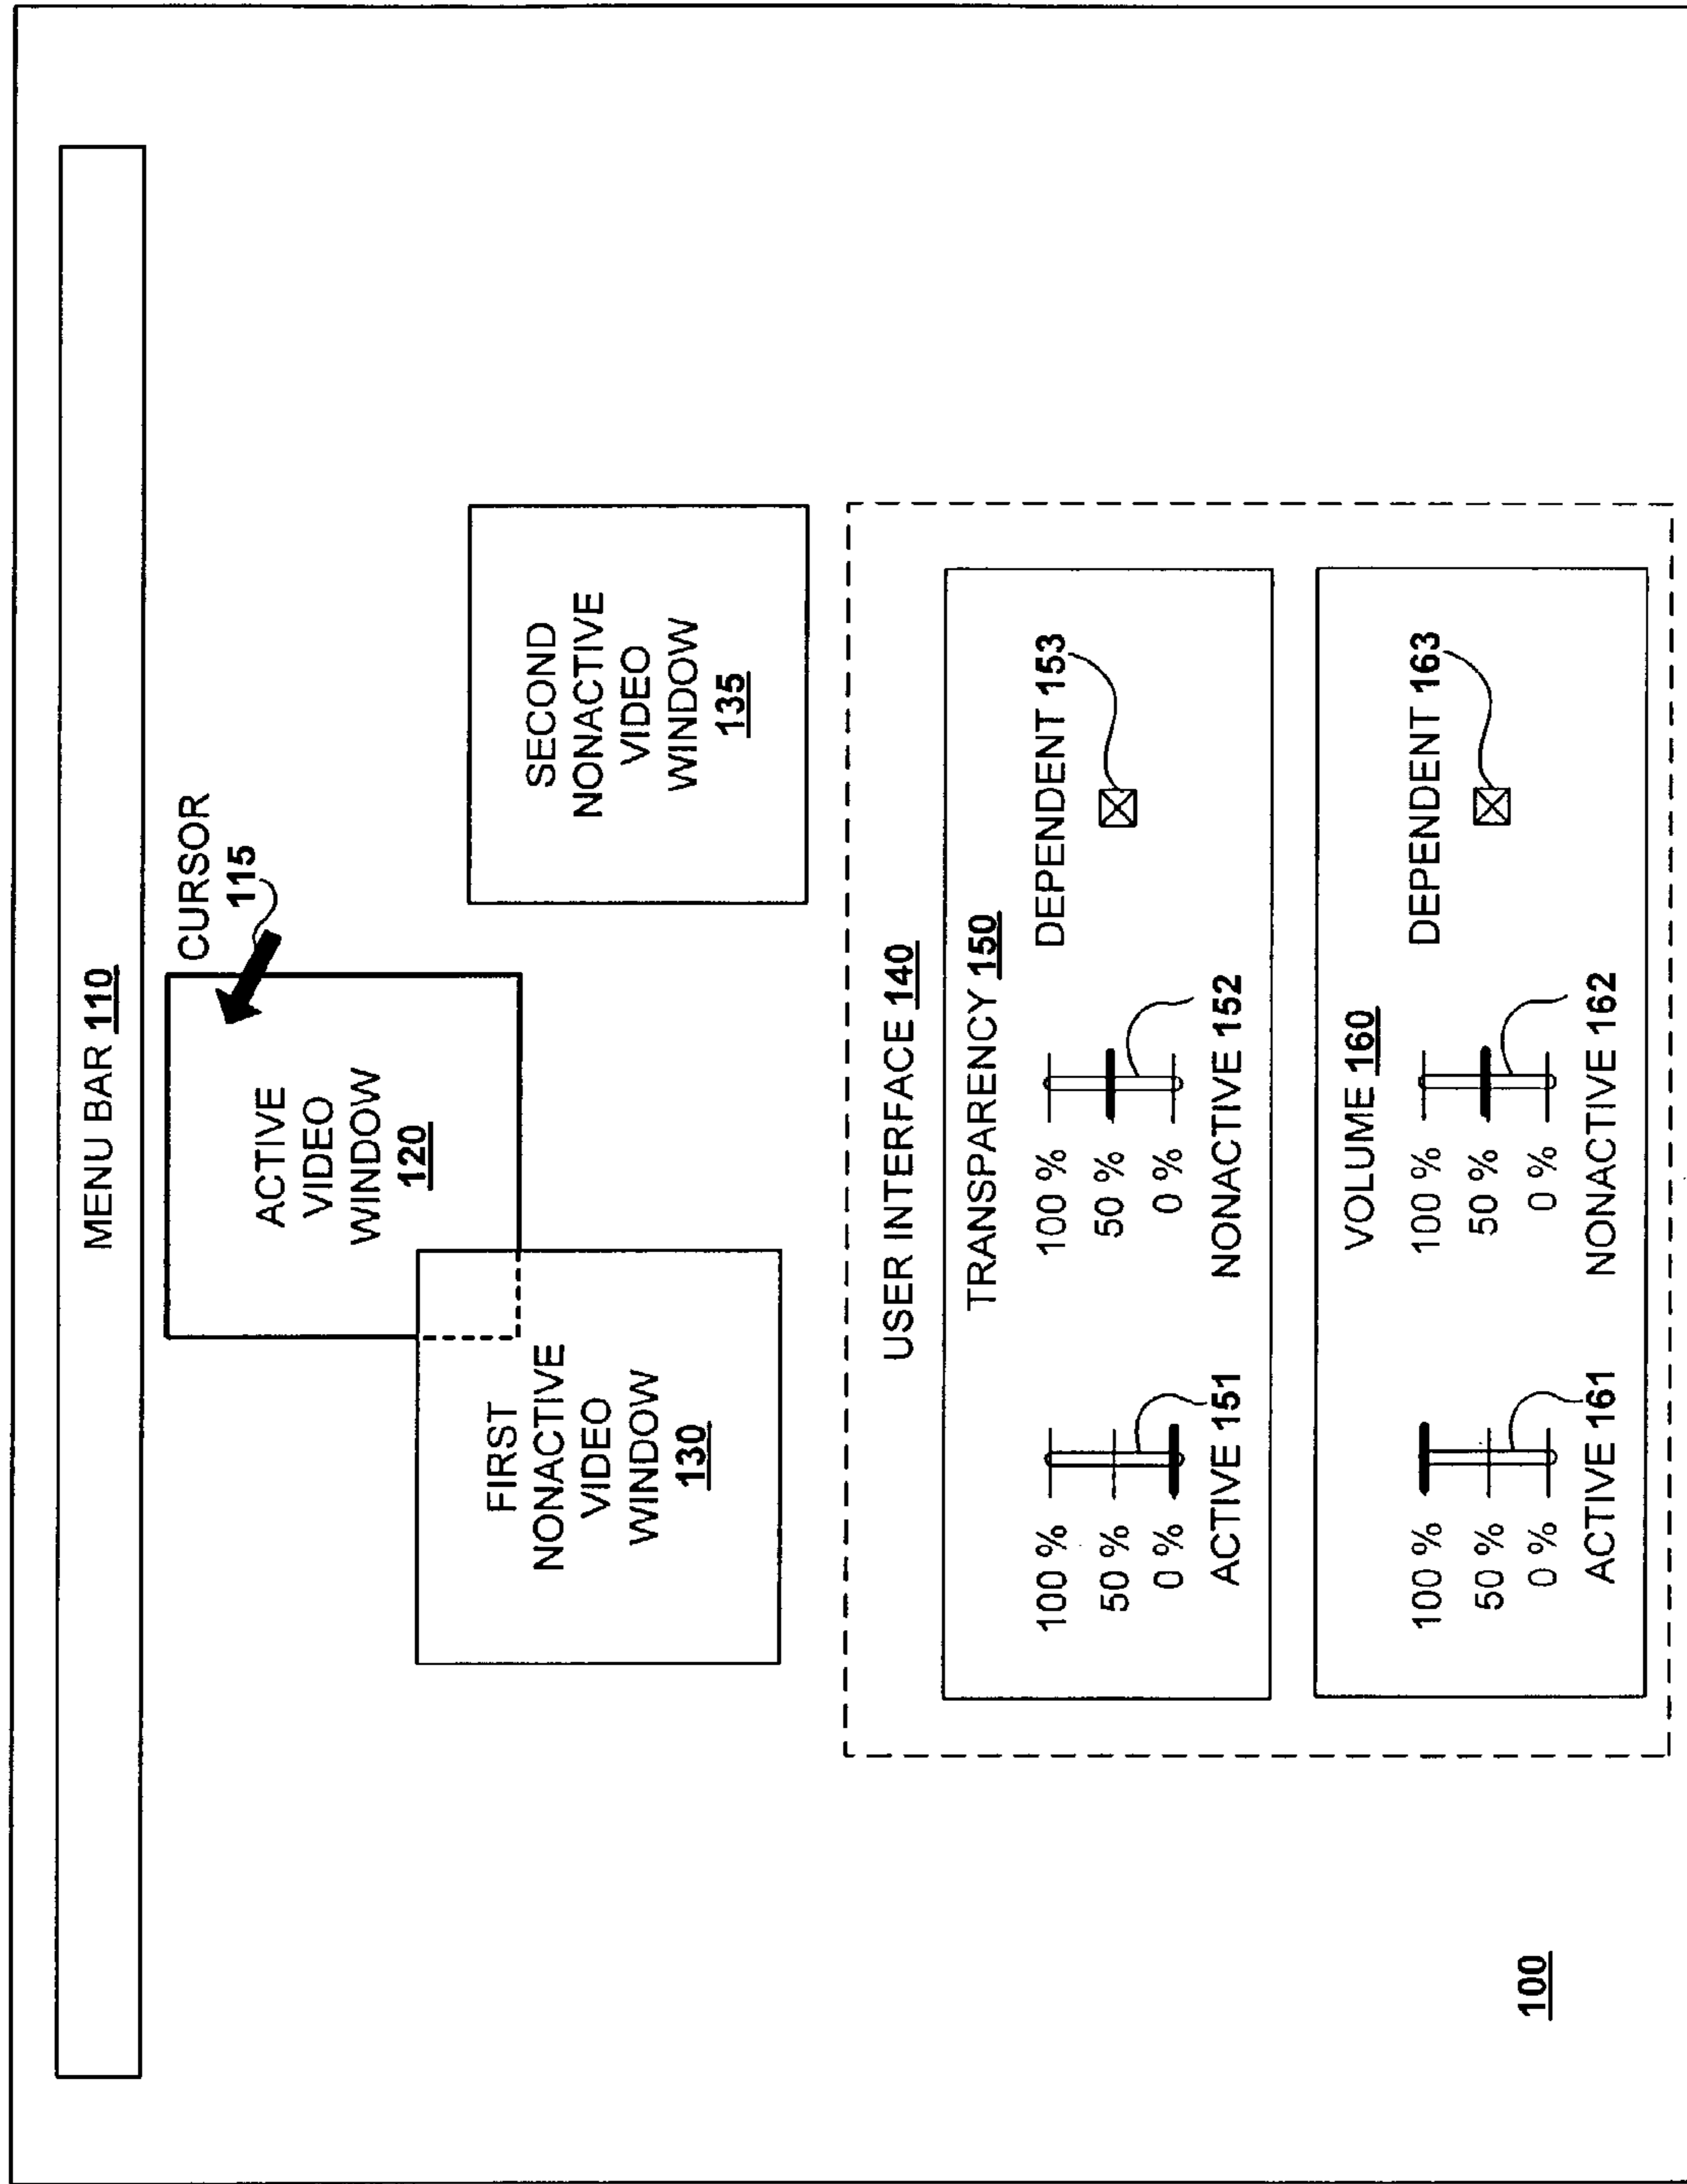 MENU BAR 110
CURSOR
115
ACTIVE
VIDEO
WINDOW
120
FIRST
NONACTIVE
VIDEO
WINDOW
130
SECOND
NONACTIVE
VIDEO
WINDOW
135
USER INTERFACE 140
TRANSPARENCY 150
100 %
50 %
0 %
ACTIVE 151
100 %
50 %
0 %
NONACTIVE 152
DEPENDENT 153
VOLUME 160
100 %
50 %
0 %
ACTIVE 161
100 %
50 %
0 %
NONACTIVE 162
DEPENDENT 163
100